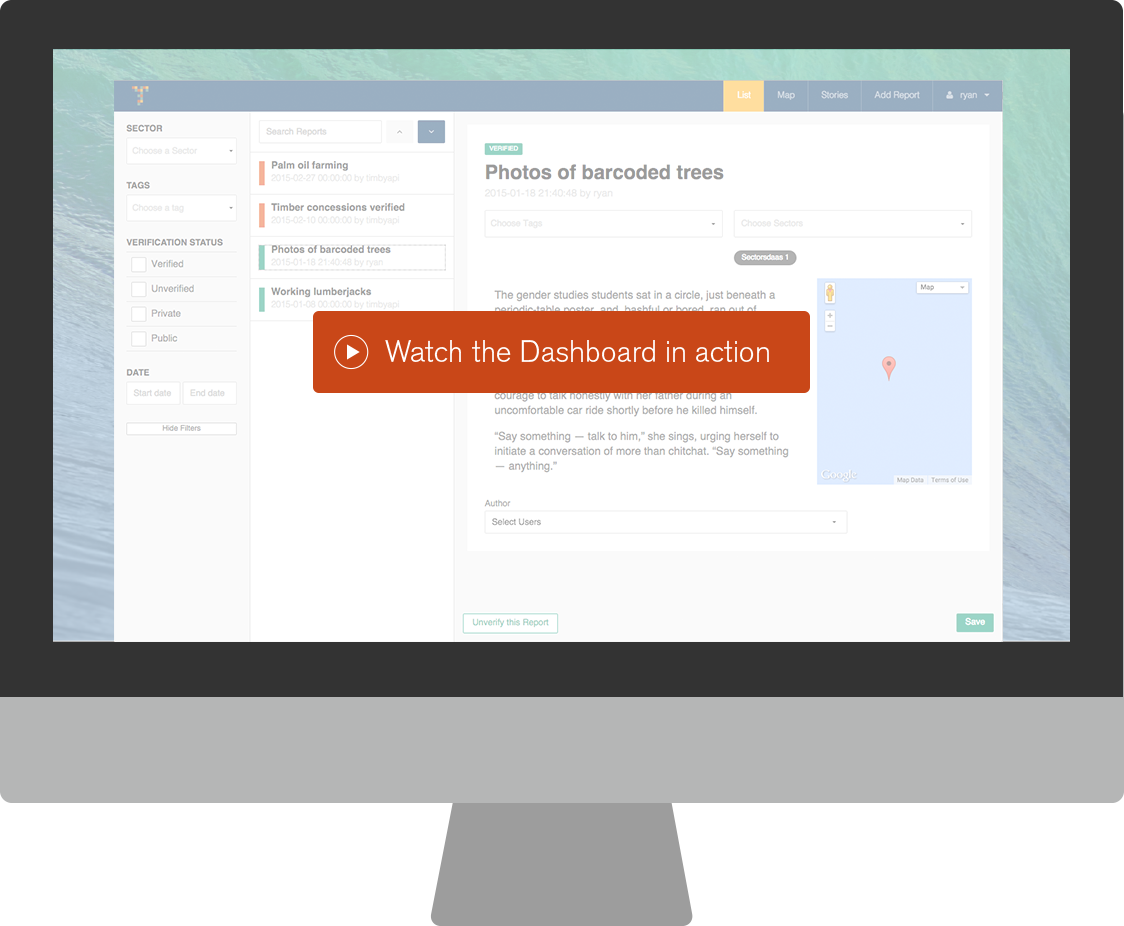 List
Map
Stories
Add Report
ryan
SECTOR
Choose a Sector
TAGS
Choose a tag
VERIFICATION STATUS
Verified
Unverified
Private
Public
DATE
Start date
End date
Hide Filters
Search Reports
Palm oil farming
2015-02-27 00:00:00 by timbyapi
Timber concessions verified
2015-02-10 00:00:00 by timbyapi
Photos of barcoded trees
2015-01-18 21:40:48 by ryan
Working lumberjacks
2015-01-08 00:00:00 by timbyapi
VERIFIED
Photos of barcoded trees
2015-01-18 21:40:48 by ryan
Choose Tags
Choose Sectors
Sectorsdaas 1
The gender studies students sat in a circle, just beneath a
periodic-table poster, and, bashful or bored, ran out of
Watch the Dashboard in action
courage to talk honestly with her father during an
uncomfortable car ride shortly before he killed himself.
“Say something — talk to him,” she sings, urging herself to
initiate a conversation of more than chitchat. “Say something
— anything.”
Map
+
−
Google
Map Data
Terms of Use
Author
Select Users
Unverify this Report
Save